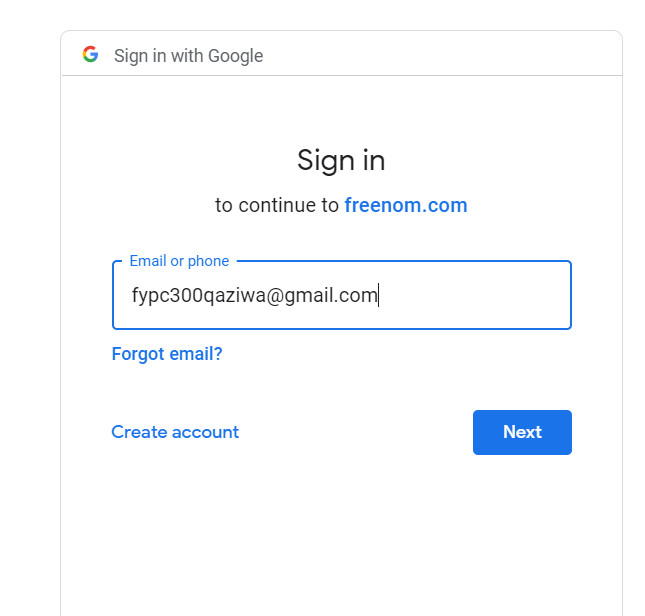 Sign in with Google
Sign in
to continue to freenom.com
Email or phone
fypc300qaziwa@gmail.com
Forgot email?
Create account
Next